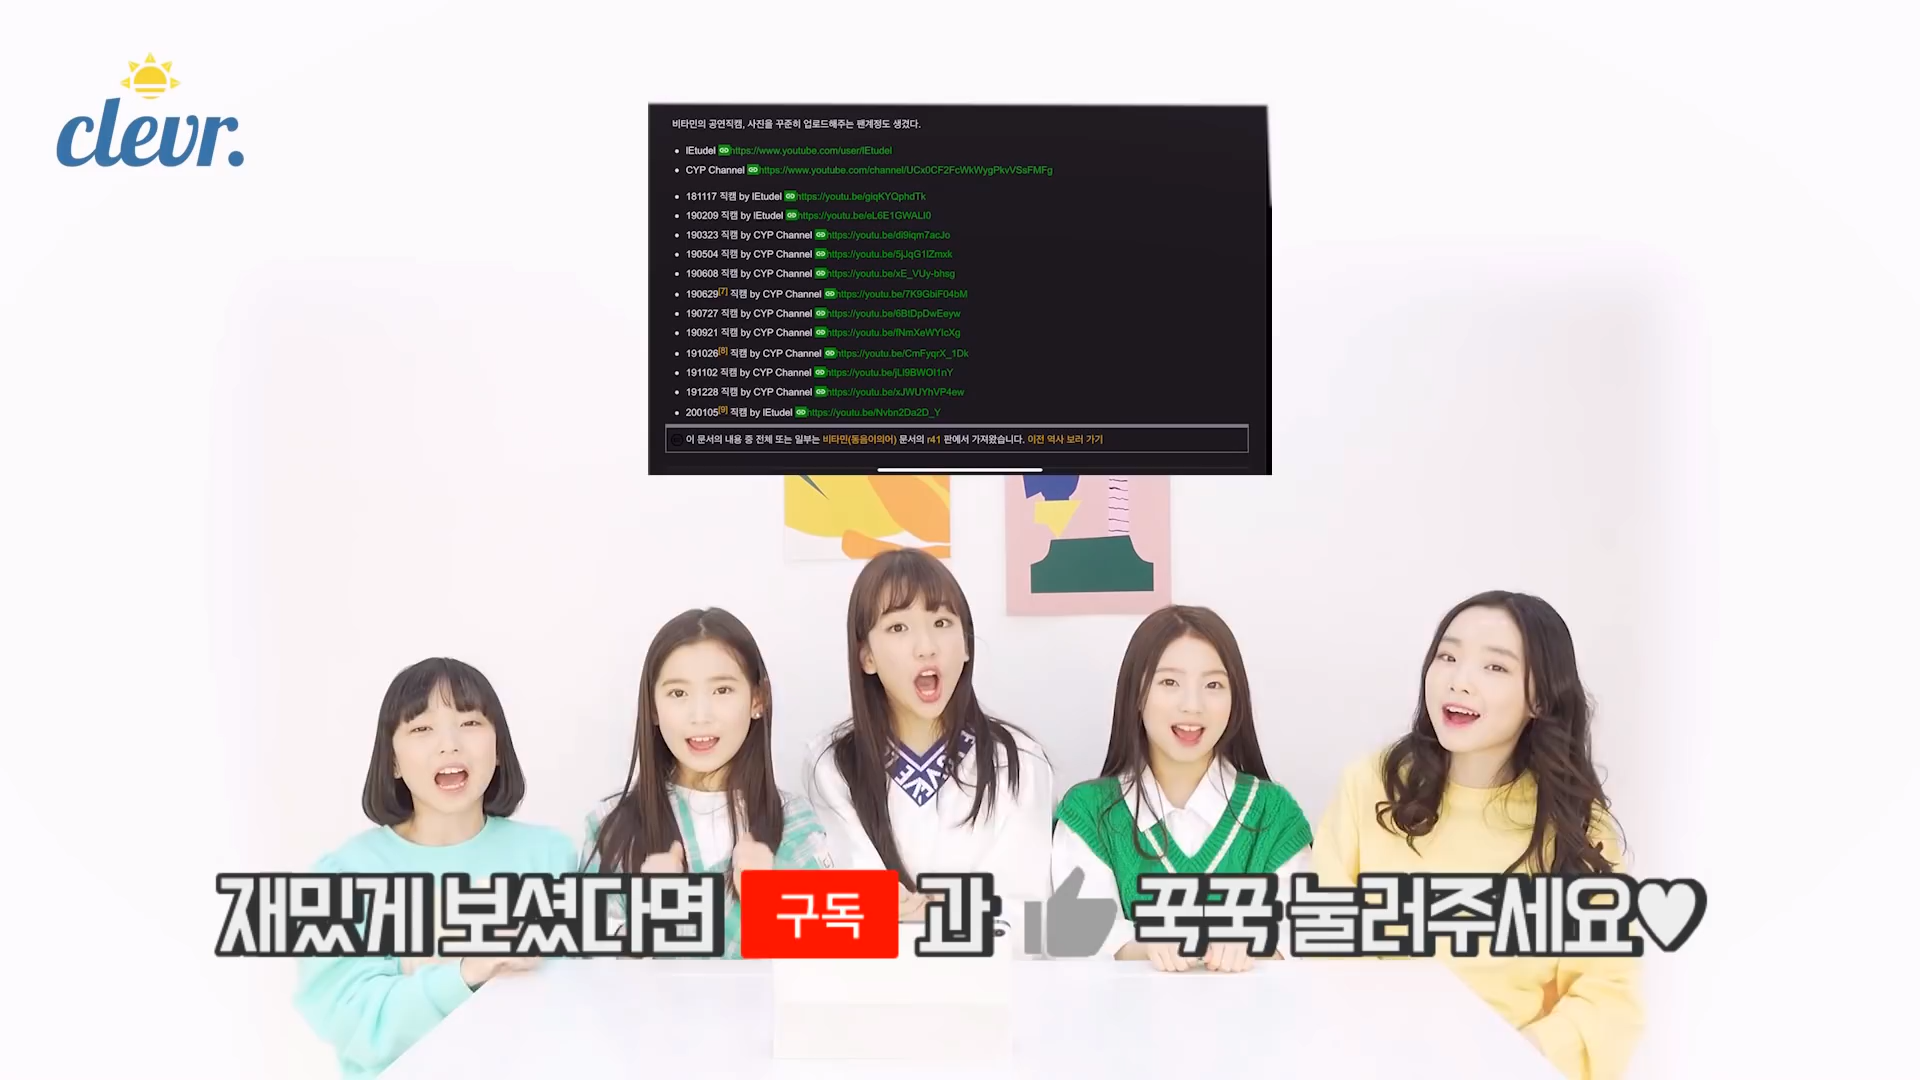 clevr.
비타민의 공연직캠, 사진을 꾸준히 업로드해주는 팬계정도 생겼다.
lEtudel https://www.youtube.com/user/lEtudel
CYP Channel https://www.youtube.com/channel/UCx0CF2FcWkWygPkvVSsFMFg
181117 직캠 by lEtudel https://youtu.be/giqKYQphdTk
190209 직캠 by lEtudel https://youtu.be/eL6E1GWALI0
190323 직캠 by CYP Channel https://youtu.be/di9iqm7acJo
190504 직캠 by CYP Channel https://youtu.be/5jJqG1lZmxk
190608 직캠 by CYP Channel https://youtu.be/xE_VUy-bhsg
190629[7] 직캠 by CYP Channel https://youtu.be/7K9GbiF04bM
190727 직캠 by CYP Channel https://youtu.be/6BtDpDwEeyw
190921 직캠 by CYP Channel https://youtu.be/fNmXeWYlcXg
191026[8] 직캠 by CYP Channel https://youtu.be/CmFyqrX_1Dk
191102 직캠 by CYP Channel https://youtu.be/jLl9BWOI1nY
191228 직캠 by CYP Channel https://youtu.be/xJWUYhVP4ew
200105[9] 직캠 by lEtudel https://youtu.be/Nvbn2Da2D_Y
이 문서의 내용 중 전체 또는 일부는 비타민(동음이의어) 문서의 r41 판에서 가져왔습니다. 이전 역사 보러 가기
재밌게 보셨다면 구독 과 꾹꾹 눌러주세요♥